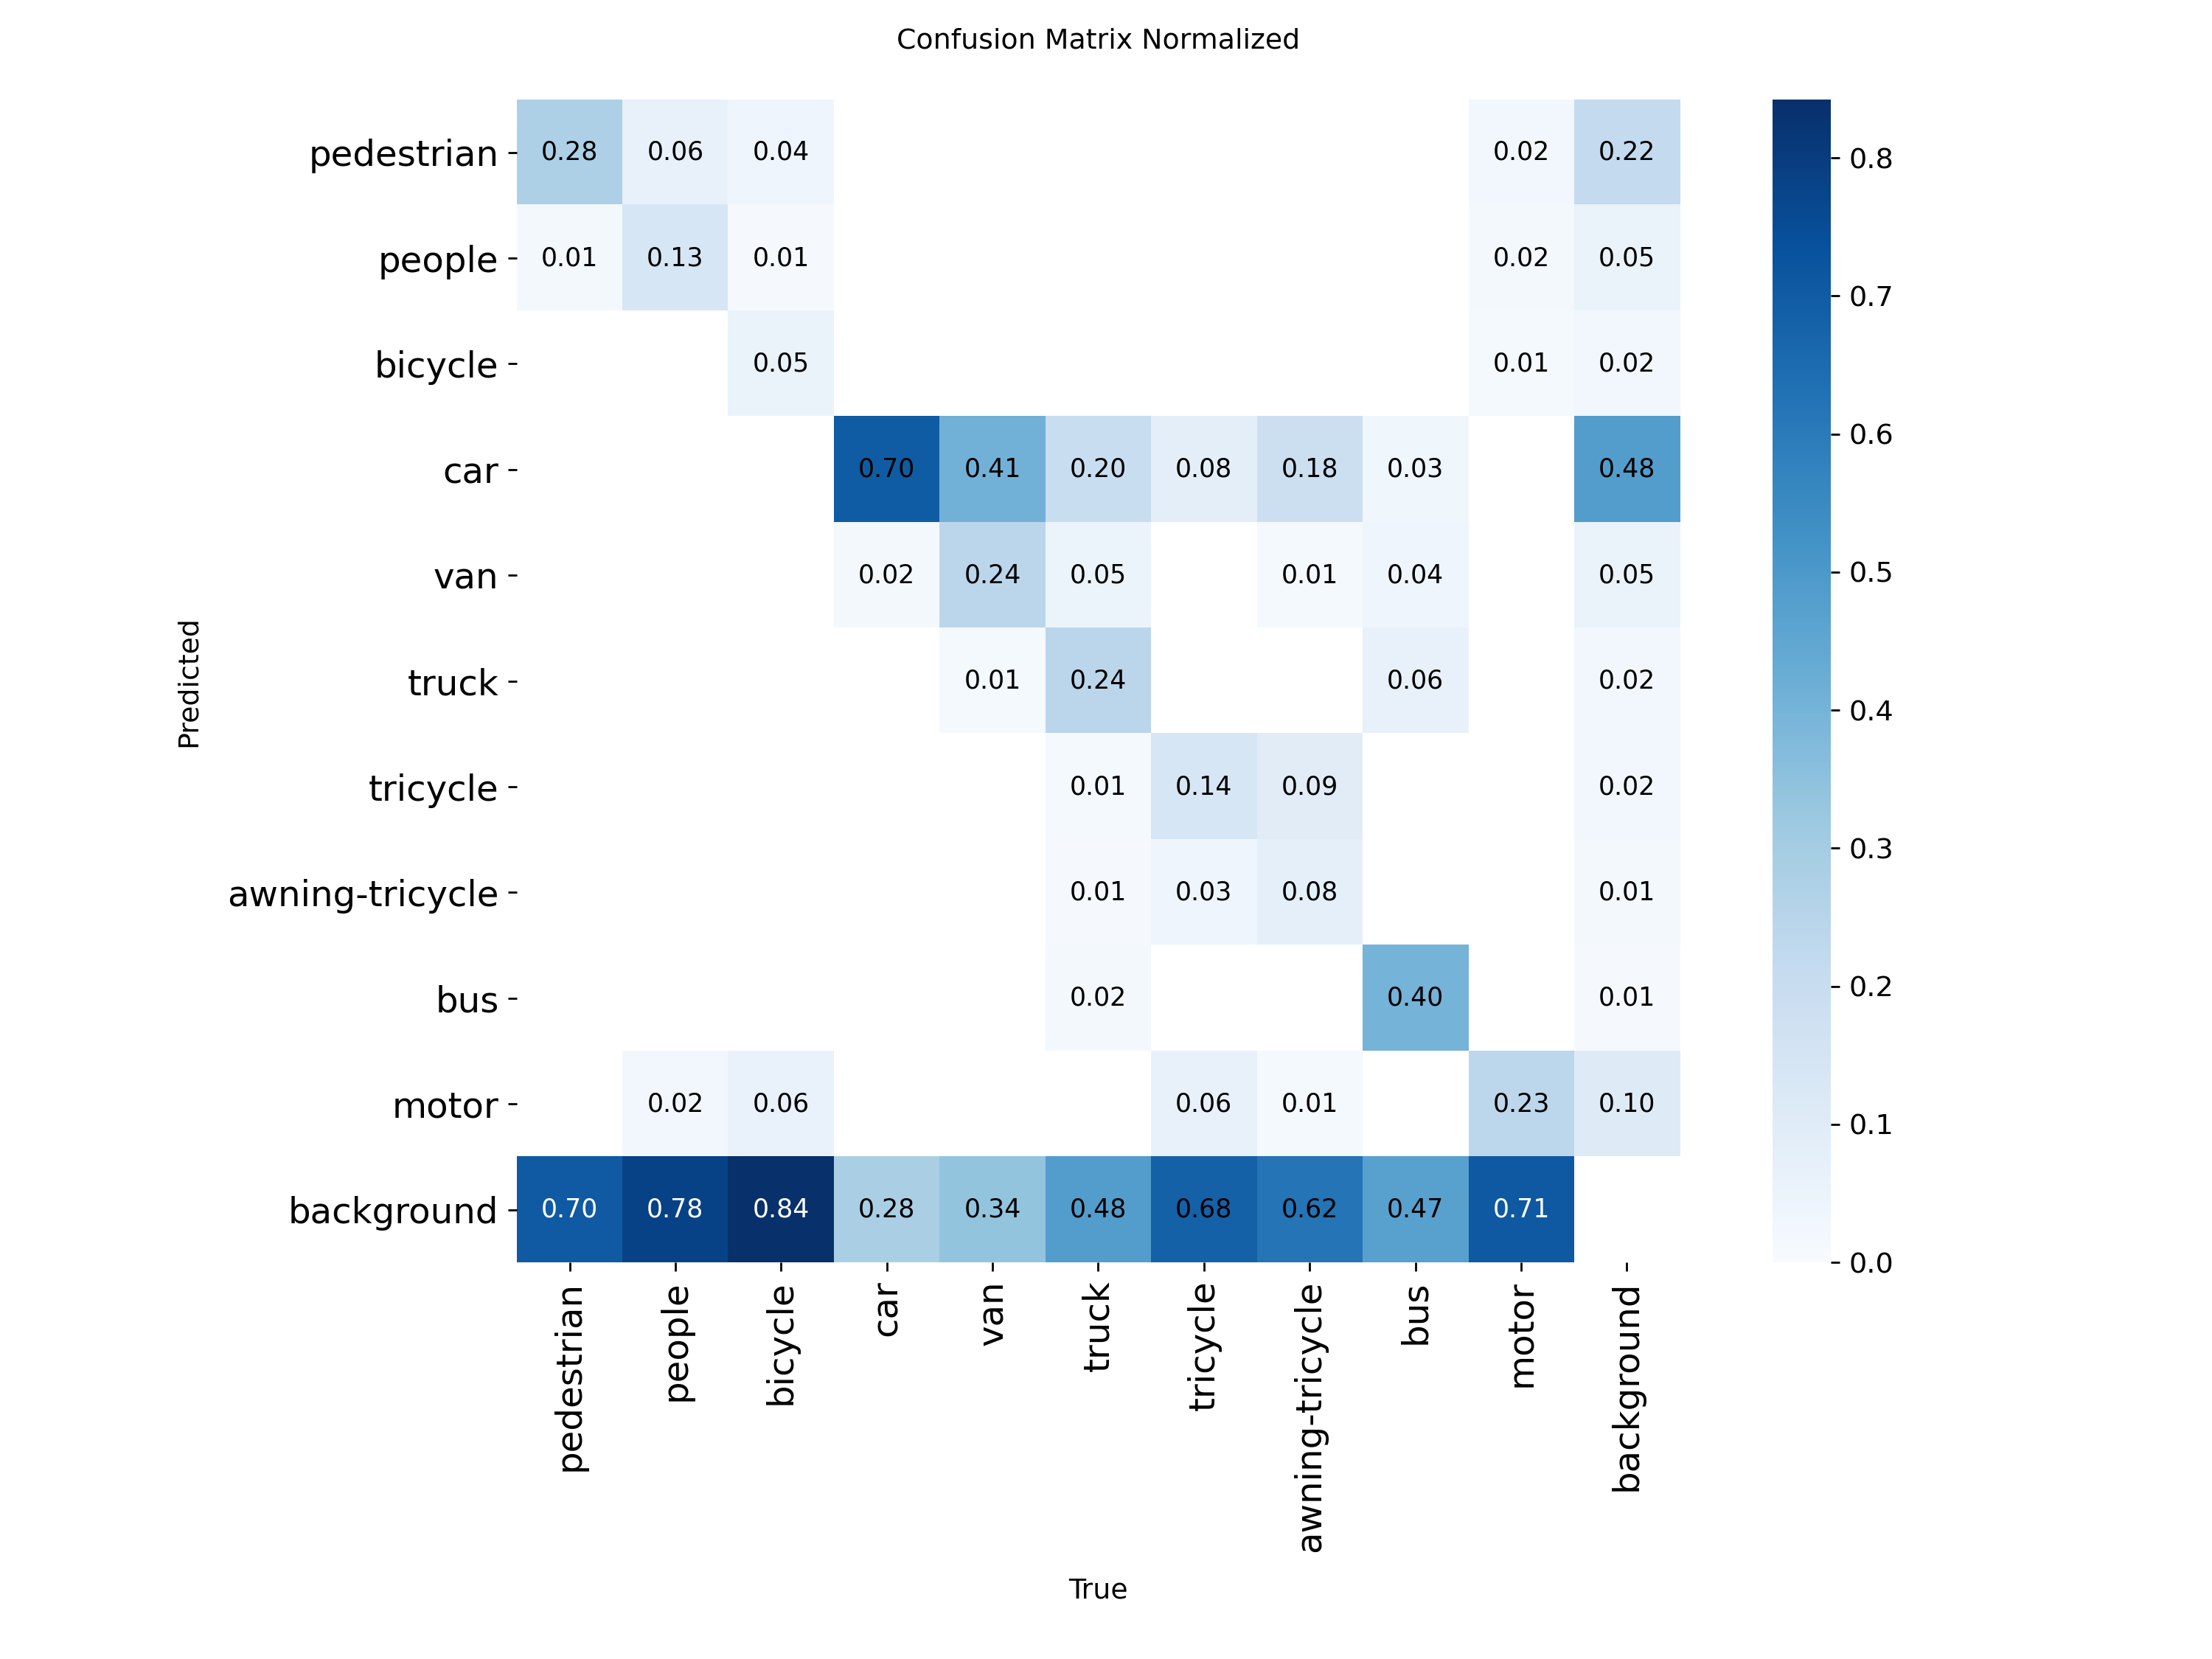 Confusion Matrix Normalized
pedestrian 0.28 0.06 0.04 0.02 0.22
people 0.01 0.13 0.01 0.02 0.05
bicycle 0.05 0.01 0.02
car 0.70 0.41 0.20 0.08 0.18 0.03 0.48
van 0.02 0.24 0.05 0.01 0.04 0.05
truck 0.01 0.24 0.06 0.02
tricycle 0.01 0.14 0.09 0.02
awning-tricycle 0.01 0.03 0.08 0.01
bus 0.02 0.40 0.01
motor 0.02 0.06 0.06 0.01 0.23 0.10
background 0.70 0.78 0.84 0.28 0.34 0.48 0.68 0.62 0.47 0.71
Predicted
pedestrian
people
bicycle
car
van
truck
tricycle
awning-tricycle
bus
motor
background
True
0.8
0.7
0.6
0.5
0.4
0.3
0.2
0.1
0.0